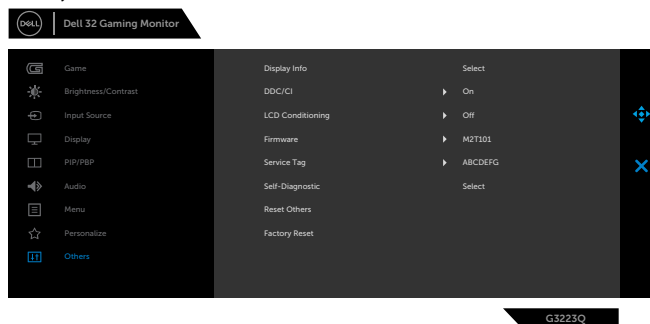 DELL
Dell 32 Gaming Monitor
Game
Brightness/Contrast
Input Source
Display
PIP/PBP
Audio
Menu
Personalize
Others
Display Info Select
DDC/CI On
LCD Conditioning Off
Firmware M2T101
Service Tag ABCDEFG
Self-Diagnostic Select
Reset Others
Factory Reset
G3223Q